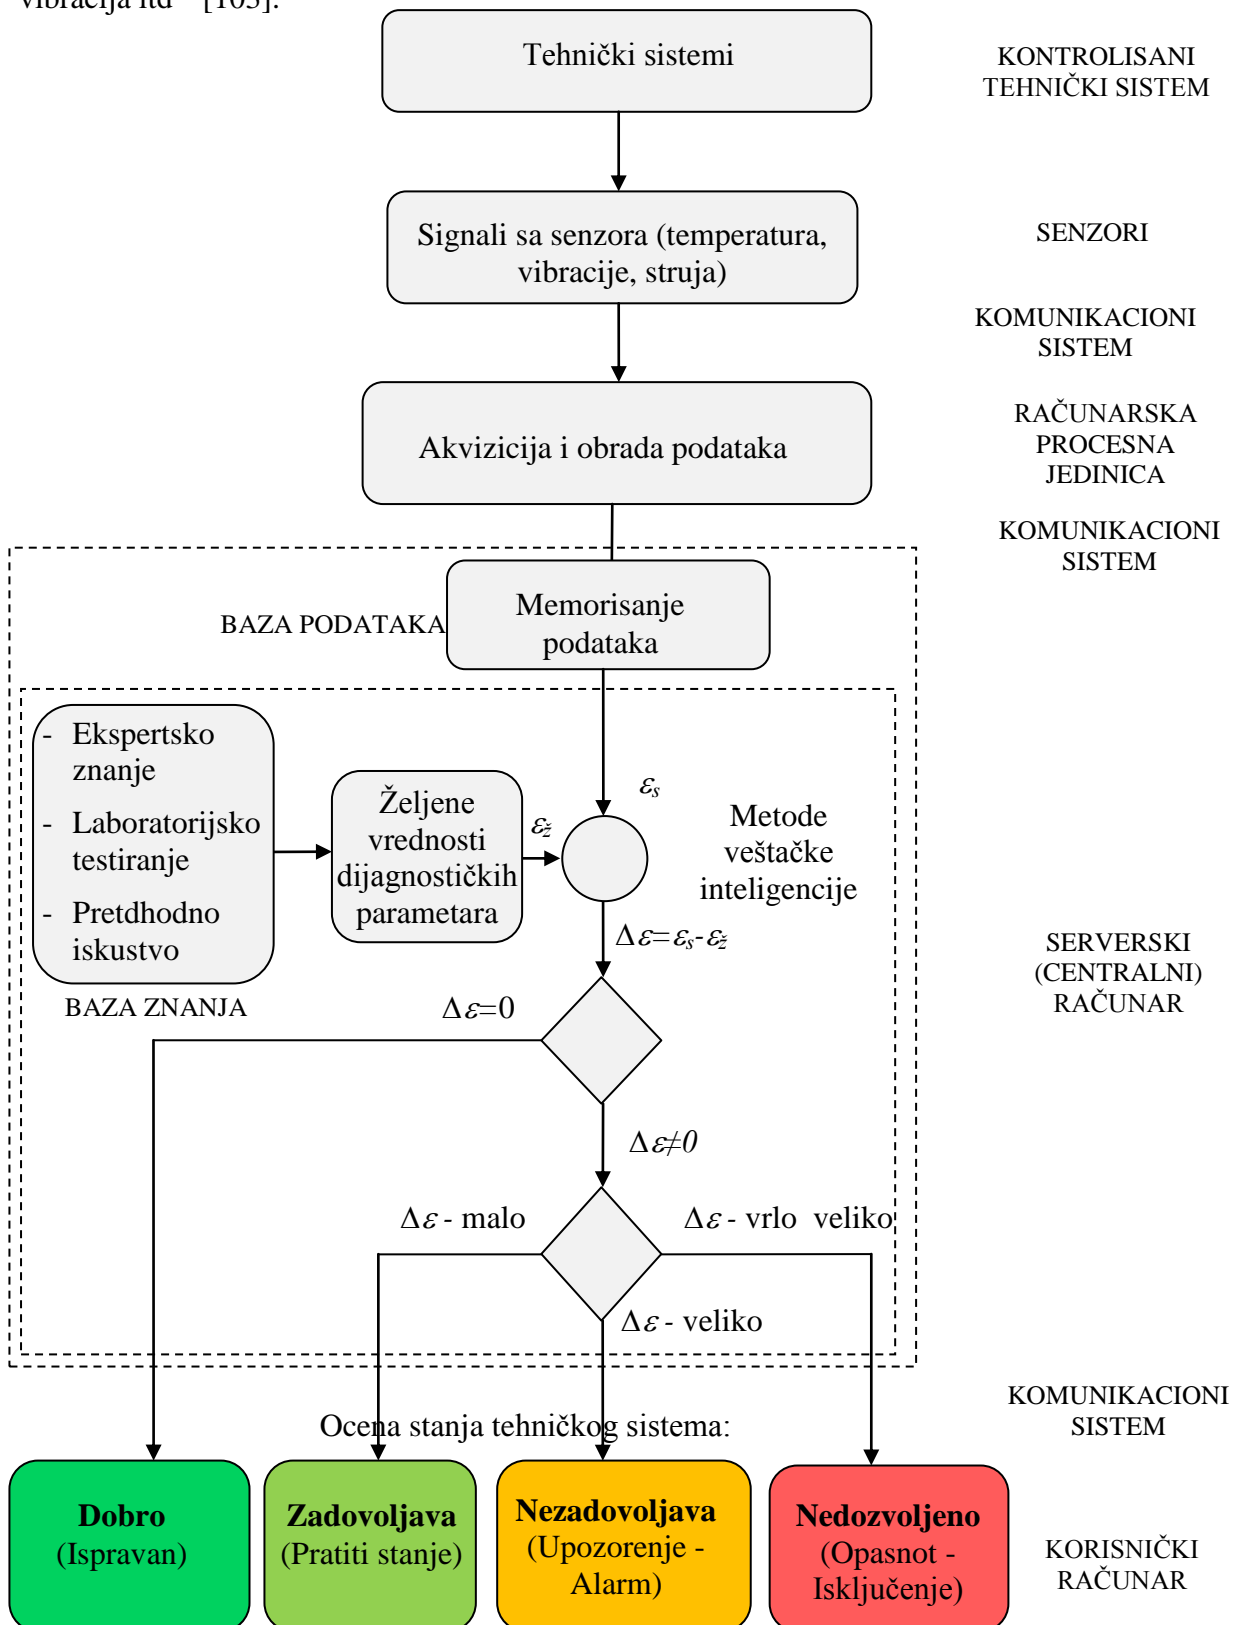 vibracija itd“ [103].
Tehnički sistemi
KONTROLISANI
TEHNIČKI SISTEM
Signali sa senzora (temperatura,
vibracije, struja)
SENZORI
KOMUNIKACIONI
SISTEM
Akvizicija i obrada podataka
RAČUNARSKA
PROCESNA
JEDINICA
KOMUNIKACIONI
SISTEM
BAZA PODATAKA
Memorisanje
podataka
- Ekspertsko
znanje
- Laboratorijsko
testiranje
- Pretdhodno
iskustvo
BAZA ZNANJA
Željene
vrednosti
dijagnostičkih
parametara
εž
εs
Metode
veštačke
inteligencije
Δε=εs-εž
SERVERSKI
(CENTRALNI)
RAČUNAR
Δε=0
Δε≠0
Δε - malo
Δε - vrlo veliko
Δε - veliko
KOMUNIKACIONI
SISTEM
Ocena stanja tehničkog sistema:
Dobro
(Ispravan)
Zadovoljava
(Pratiti stanje)
Nezadovoljava
(Upozorenje -
Alarm)
Nedozvoljeno
(Opasnot -
Isključenje)
KORISNIČKI
RAČUNAR